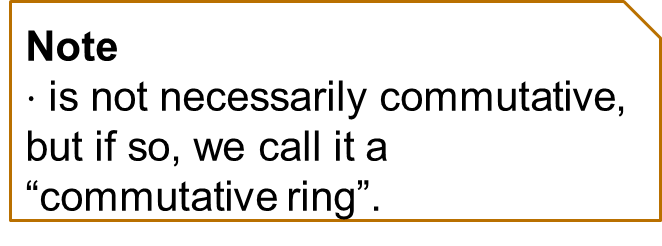 Note
· is not necessarily commutative,
but if so, we call it a
“commutative ring”.